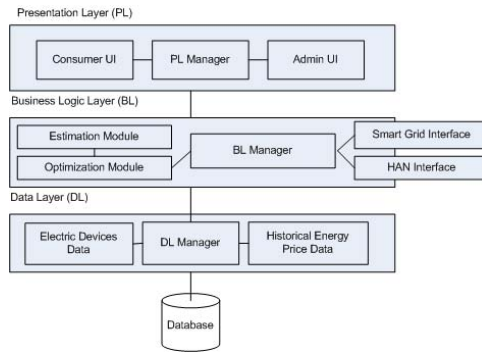 Presentation Layer (PL)
Consumer UI
PL Manager
Admin UI
Business Logic Layer (BL)
Estimation Module
Optimization Module
BL Manager
Smart Grid Interface
HAN Interface
Data Layer (DL)
Electric Devices
Data
DL Manager
Historical Energy
Price Data
Database